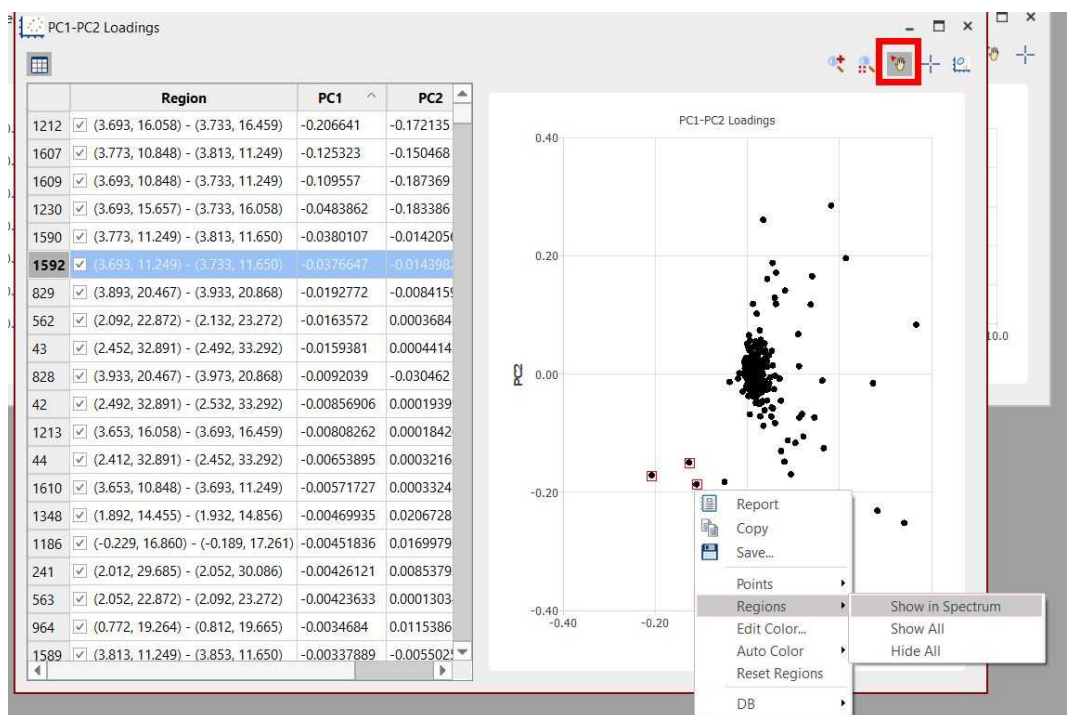 PC1-PC2 Loadings
Region PC1 PC2
1212 (3.693, 16.058) - (3.733, 16.459) -0.206641 -0.172135
1607 (3.773, 10.848) - (3.813, 11.249) -0.125323 -0.150468
1609 (3.693, 10.848) - (3.733, 11.249) -0.109557 -0.187369
1230 (3.693, 15.657) - (3.733, 16.058) -0.0483862 -0.183386
1590 (3.773, 11.249) - (3.813, 11.650) -0.0380107 -0.014205
1592 (3.693, 11.249) - (3.733, 11.650) -0.0376647 -0.014398
829 (3.893, 20.467) - (3.933, 20.868) -0.0192772 -0.008415
562 (2.092, 22.872) - (2.132, 23.272) -0.0163572 0.0003684
43 (2.452, 32.891) - (2.492, 33.292) -0.0159381 0.0004414
828 (3.933, 20.467) - (3.973, 20.868) -0.0092039 -0.030462
42 (2.492, 32.891) - (2.532, 33.292) -0.00856906 0.0001939
1213 (3.653, 16.058) - (3.693, 16.459) -0.00808262 0.0001842
44 (2.412, 32.891) - (2.452, 33.292) -0.00653895 0.0003216
1610 (3.653, 10.848) - (3.693, 11.249) -0.00571727 0.0003324
1348 (1.892, 14.455) - (1.932, 14.856) -0.00469935 0.0206728
1186 (-0.229, 16.860) - (-0.189, 17.261) -0.00451836 0.0169979
241 (2.012, 29.685) - (2.052, 30.086) -0.00426121 0.0085379
563 (2.052, 22.872) - (2.092, 23.272) -0.00423633 0.0001303
964 (0.772, 19.264) - (0.812, 19.665) -0.0034684 0.0115386
1589 (3.813, 11.249) - (3.853, 11.650) -0.00337889 -0.005502
PC1-PC2 Loadings
0.40
0.20
PC2
0.00
-0.20
-0.40
-0.40 -0.20
Report
Copy
Save...
Points
Regions
Edit Color...
Auto Color
Reset Regions
DB
Show in Spectrum
Show All
Hide All
10.0